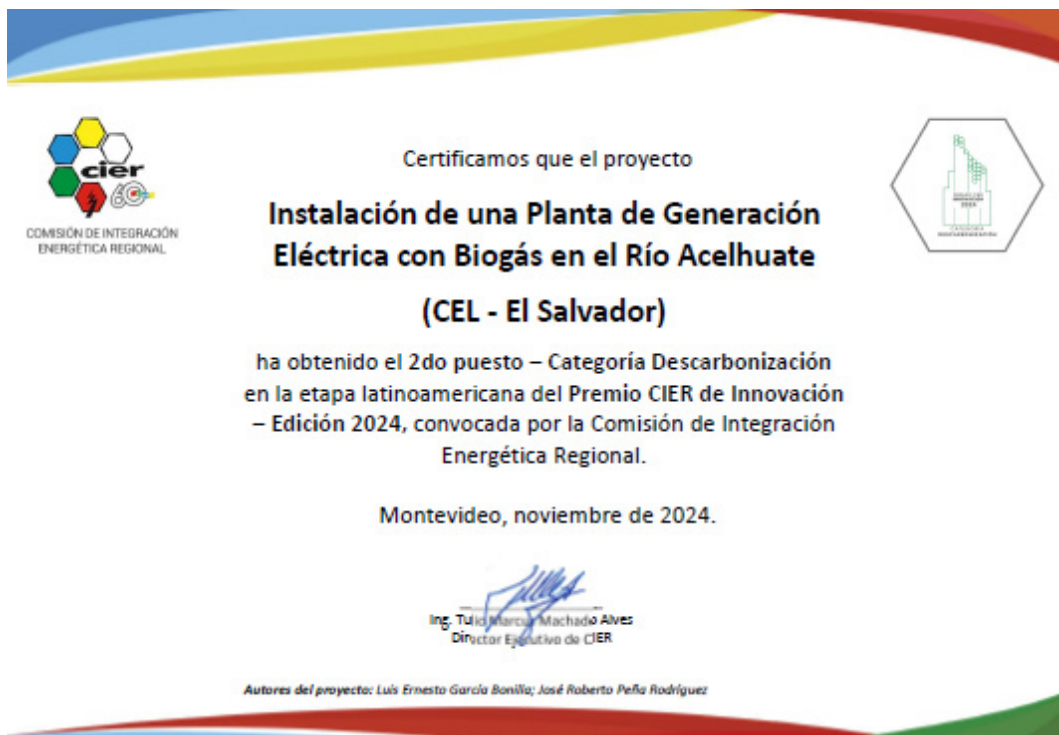 cier
60
COMISIÓN DE INTEGRACIÓN
ENERGÉTICA REGIONAL
Certificamos que el proyecto
Instalación de una Planta de Generación
Eléctrica con Biogás en el Río Acelhuate
(CEL - El Salvador)
ha obtenido el 2do puesto – Categoría Descarbonización
en la etapa latinoamericana del Premio CIER de Innovación
– Edición 2024, convocada por la Comisión de Integración
Energética Regional.
Montevideo, noviembre de 2024.
Ing. Tulio Marcus Machado Alves
Director Ejecutivo de CIER
Autores del proyecto: Luis Ernesto García Bonilla; José Roberto Peña Rodríguez